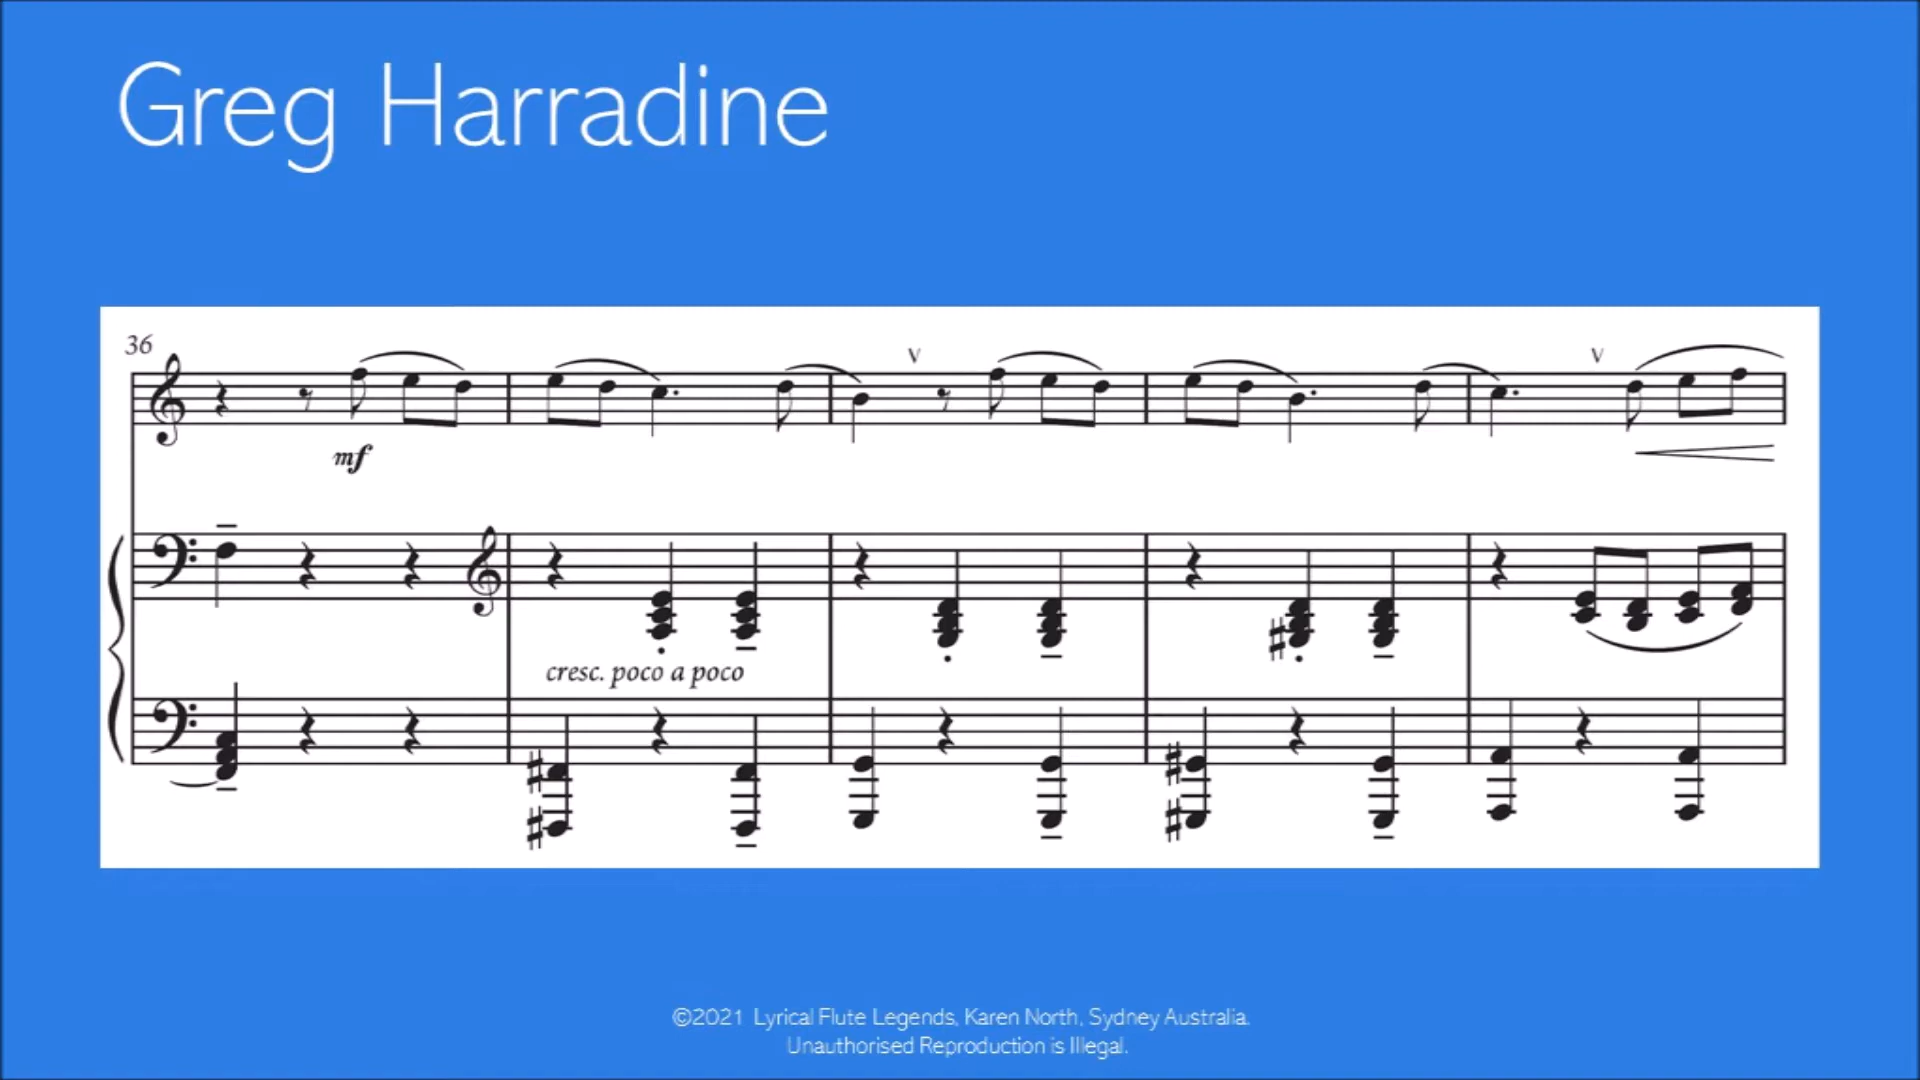 Greg Harradine
36
V
V
mf
cresc. poco a poco
©2021 Lyrical Flute Legends, Karen North, Sydney Australia.
Unauthorised Reproduction is Illegal.